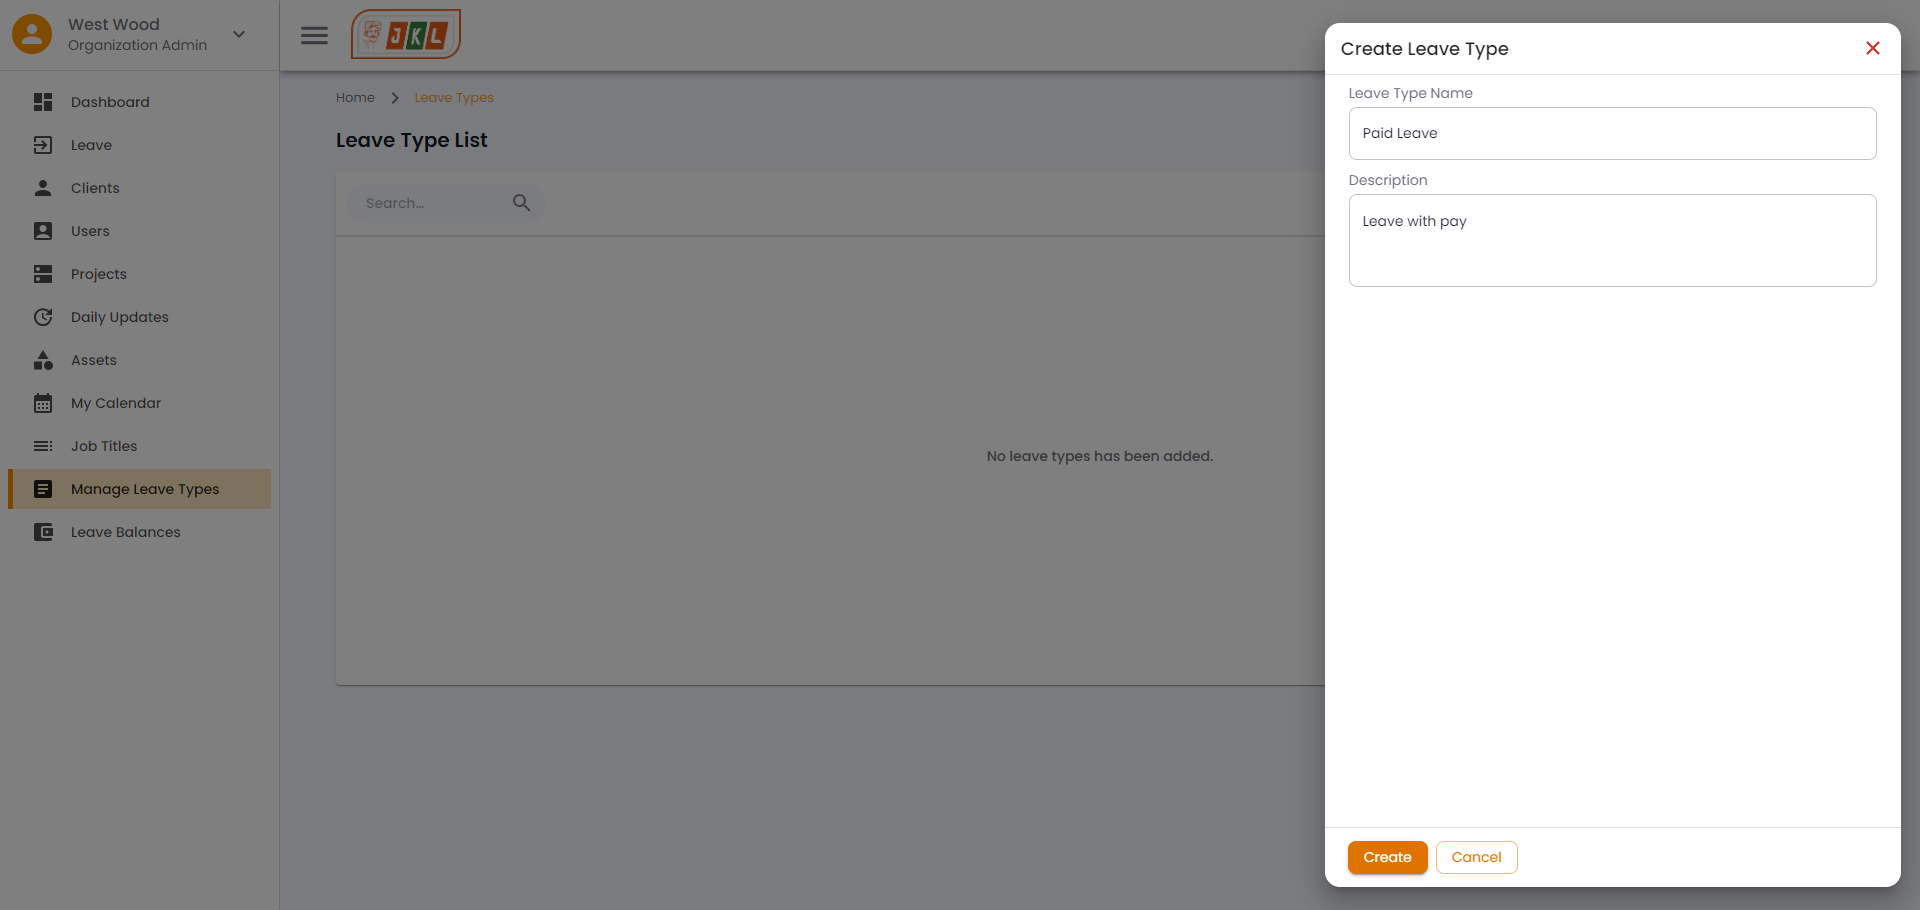 West Wood
Organization Admin
JKL
Dashboard
Leave
Clients
Users
Projects
Daily Updates
Assets
My Calendar
Job Titles
Manage Leave Types
Leave Balances
Home
Leave Types
Leave Type List
Search...
No leave types has been added.
Create Leave Type
Leave Type Name
Paid Leave
Description
Leave with pay
Create
Cancel